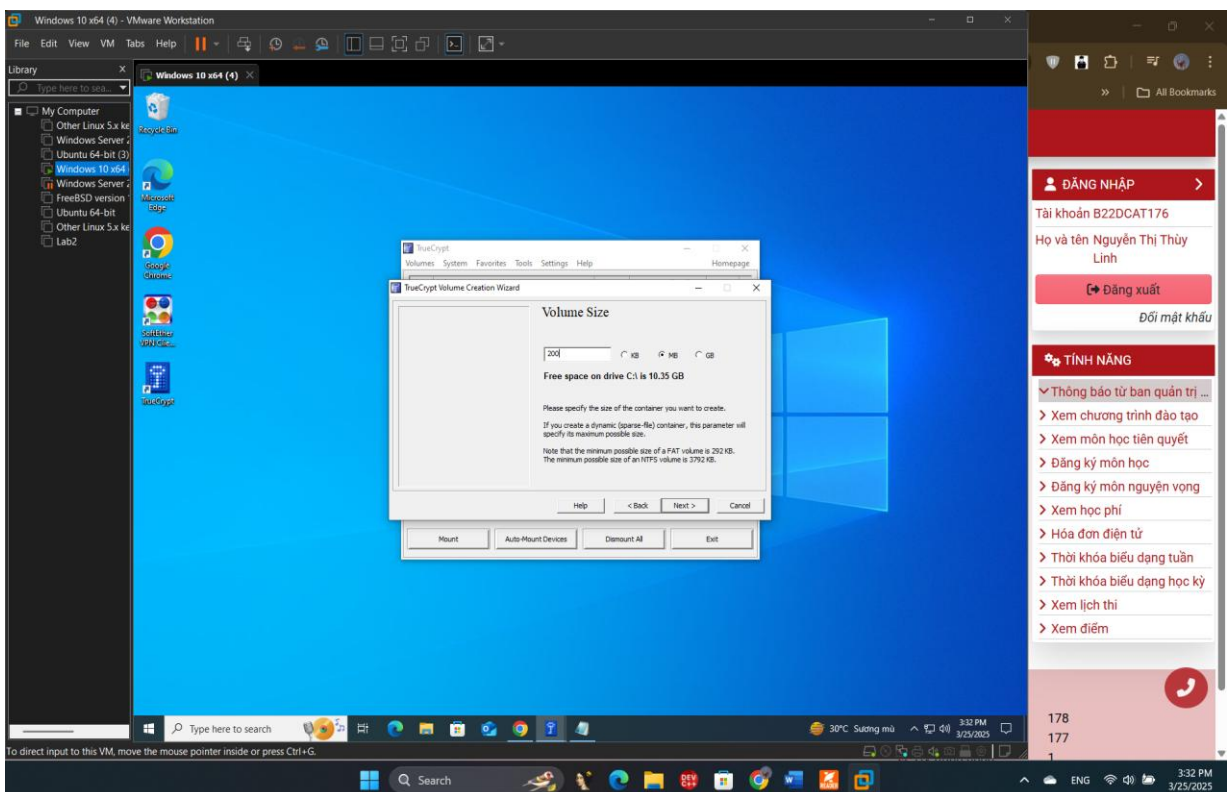 Windows 10 x64 (4) - VMware Workstation
File Edit View VM Tabs Help
Library X
Type here to sea...
Windows 10 x64 (4)
My Computer
Other Linux 5.x ke
Windows Server 2
Ubuntu 64-bit (3)
Windows 10 x64
Windows Server 2
FreeBSD version
Ubuntu 64-bit
Other Linux 5.x ke
Lab2
Recycle Bin
Microsoft
Edge
Google
Chrome
SoftEther
VPN Clie...
TrueCrypt
TrueCrypt
Volumes System Favorites Tools Settings Help Homepage
TrueCrypt Volume Creation Wizard
Volume Size
200 KB MB GB
Free space on drive C:\ is 10.35 GB
Please specify the size of the container you want to create.
If you create a dynamic (sparse-file) container, this parameter will
specify its maximum possible size.
Note that the minimum possible size of a FAT volume is 292 KB.
The minimum possible size of an NTFS volume is 3792 KB.
Help < Back Next > Cancel
Mount Auto-Mount Devices Dismount All Exit
Type here to search
30°C Sương mù
3:32 PM
3/25/2025
To direct input to this VM, move the mouse pointer inside or press Ctrl+G.
» All Bookmarks
ĐĂNG NHẬP
Tài khoản B22DCAT176
Họ và tên Nguyễn Thị Thùy
Linh
Đăng xuất
Đổi mật khẩu
TÍNH NĂNG
Thông báo từ ban quản trị ...
Xem chương trình đào tạo
Xem môn học tiên quyết
Đăng ký môn học
Đăng ký môn nguyện vọng
Xem học phí
Hóa đơn điện tử
Thời khóa biểu dạng tuần
Thời khóa biểu dạng học kỳ
Xem lịch thi
Xem điểm
178
177
Search
DEV
C++
ENG
3:32 PM
3/25/2025